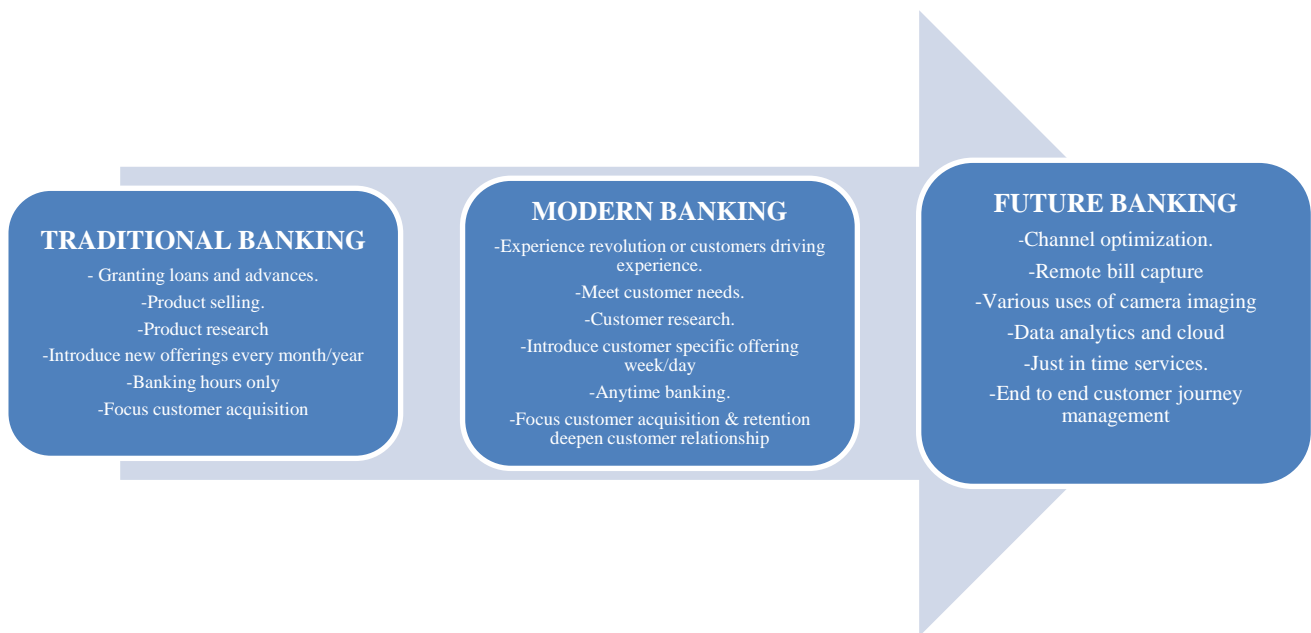 TRADITIONAL BANKING
- Granting loans and advances.
-Product selling.
-Product research
-Introduce new offerings every month/year
-Banking hours only
-Focus customer acquisition
MODERN BANKING
-Experience revolution or customers driving
experience.
-Meet customer needs.
-Customer research.
-Introduce customer specific offering
week/day
-Anytime banking.
-Focus customer acquisition & retention
deepen customer relationship
FUTURE BANKING
-Channel optimization.
-Remote bill capture
-Various uses of camera imaging
-Data analytics and cloud
-Just in time services.
-End to end customer journey
management